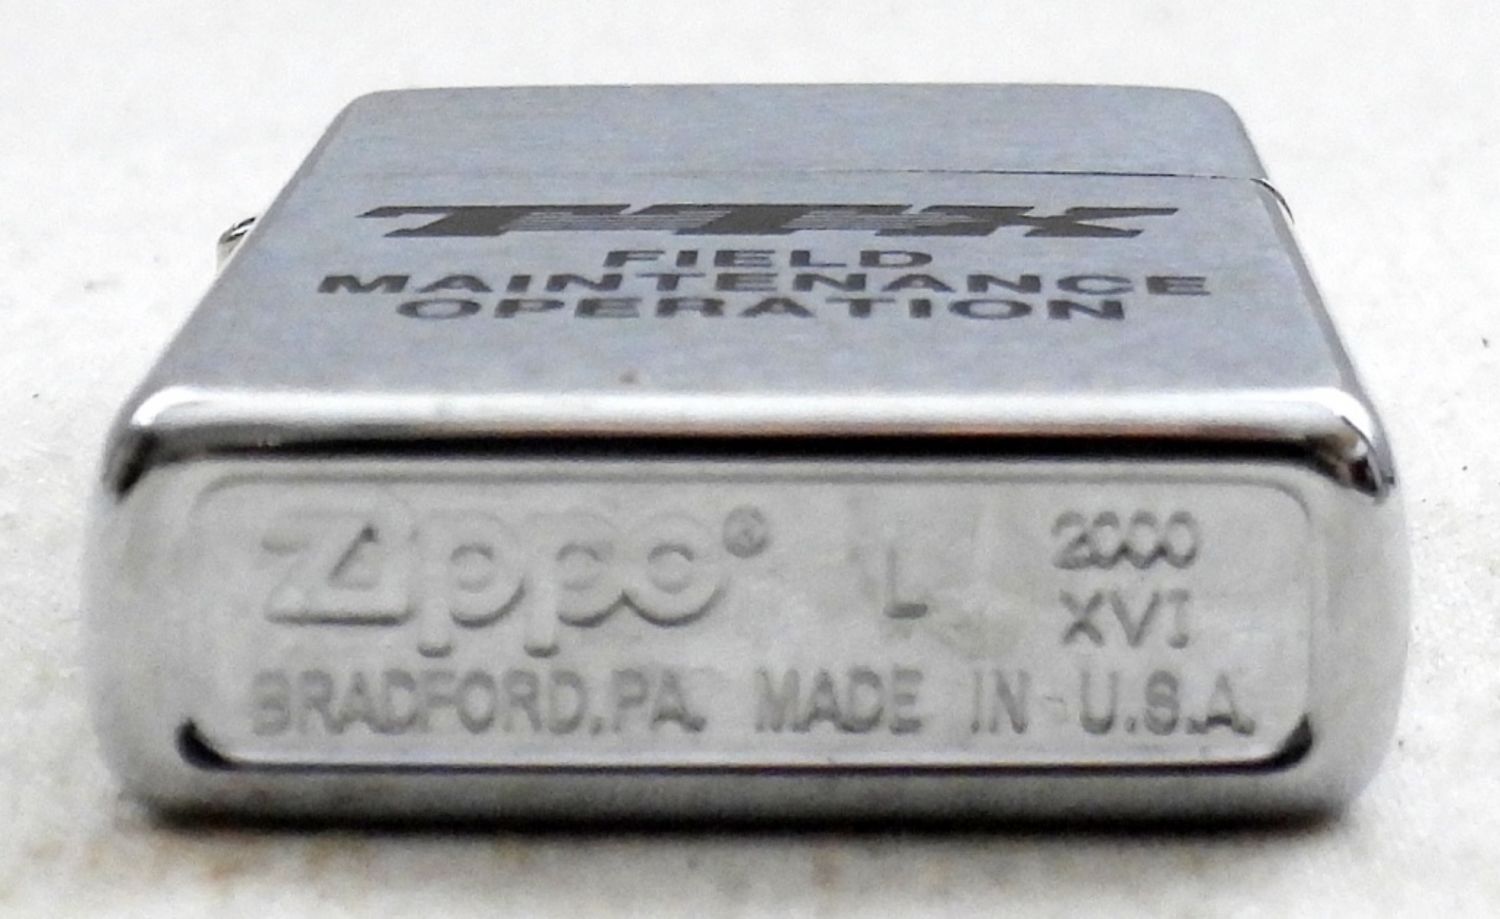 TTX
FIELD
MAINTENANCE
OPERATION
Zippo® L 2000
XVI
BRADFORD, PA. MADE IN U.S.A.